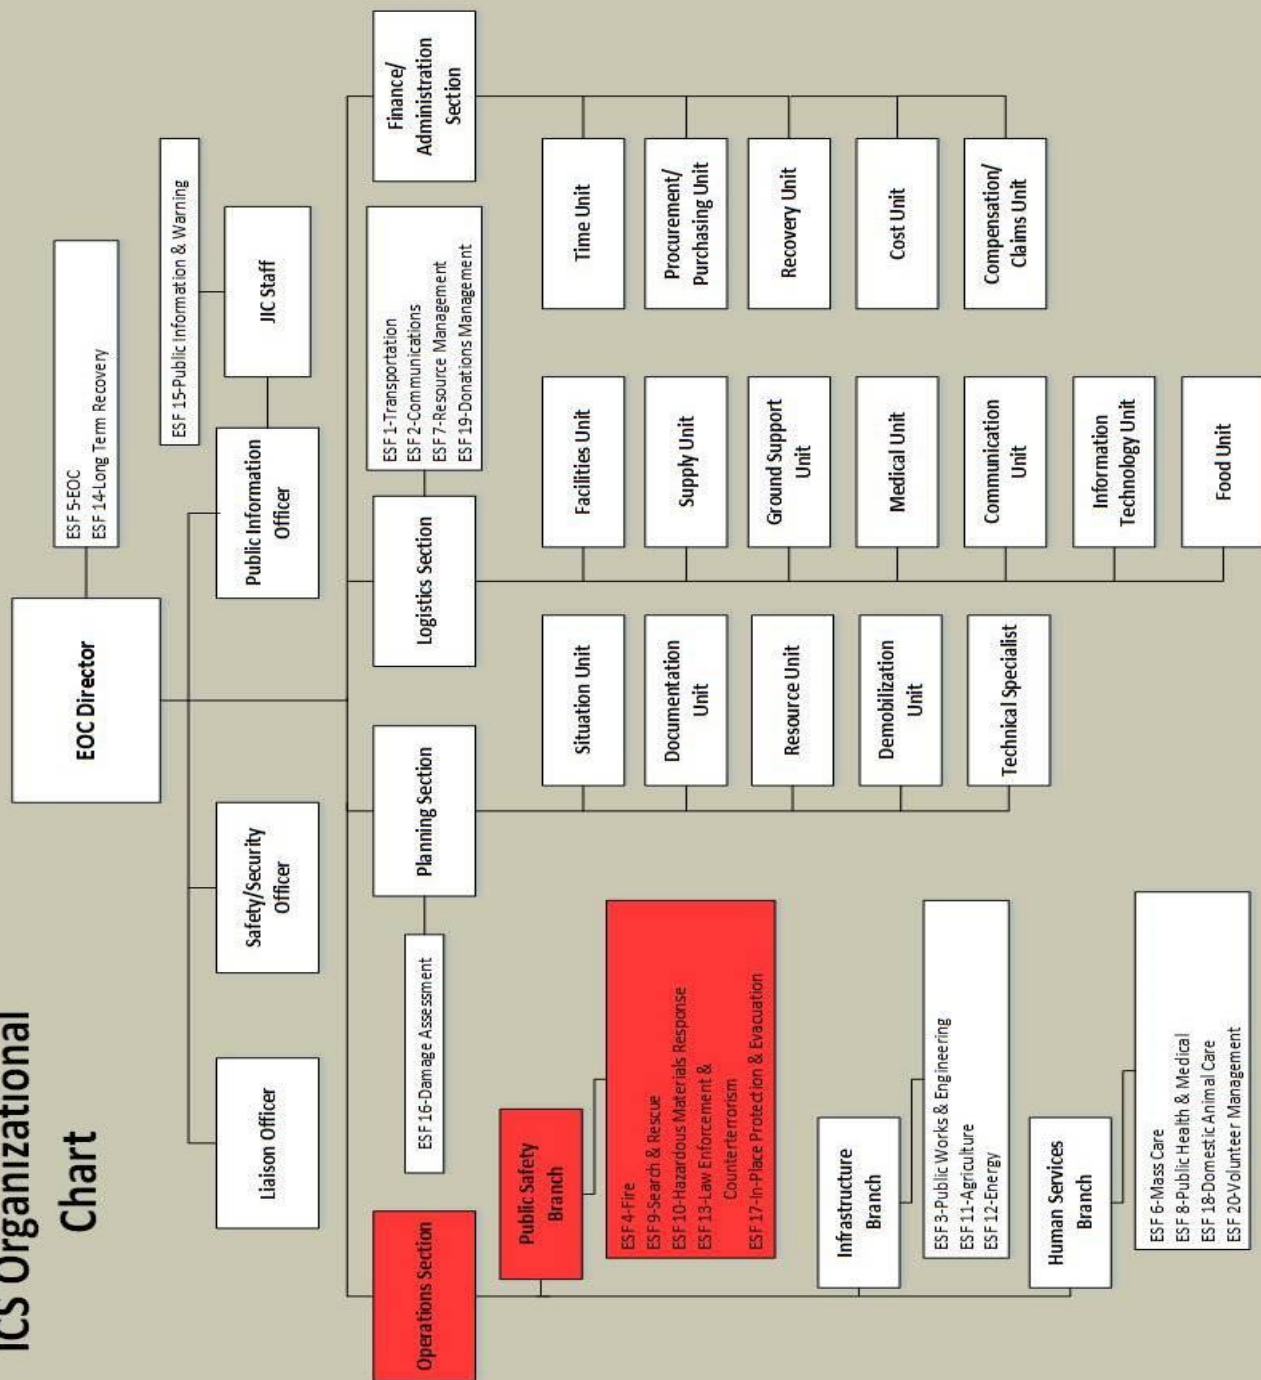 ICS Organizational
Chart
EOC Director
ESF 5-EOC
ESF 14-Long Term Recovery
Liaison Officer
Safety/Security
Officer
Public Information
Officer
JIC Staff
ESF 15-Public Information & Warning
Operations Section
ESF 16-Damage Assessment
Planning Section
Logistics Section
ESF 1-Transportation
ESF 2-Communications
ESF 7-Resource Management
ESF 19-Donations Management
Finance/
Administration
Section
Public Safety
Branch
ESF 4-Fire
ESF 9-Search & Rescue
ESF 10-Hazardous Materials Response
ESF 13-Law Enforcement &
Counterterrorism
ESF 17-In-Place Protection & Evacuation
Infrastructure
Branch
ESF 3-Public Works & Engineering
ESF 11-Agriculture
ESF 12-Energy
Human Services
Branch
ESF 6-Mass Care
ESF 8-Public Health & Medical
ESF 18-Domestic Animal Care
ESF 20-Volunteer Management
Situation Unit
Documentation
Unit
Resource Unit
Demobilization
Unit
Technical Specialist
Facilities Unit
Supply Unit
Ground Support
Unit
Medical Unit
Communication
Unit
Information
Technology Unit
Food Unit
Time Unit
Procurement/
Purchasing Unit
Recovery Unit
Cost Unit
Compensation/
Claims Unit